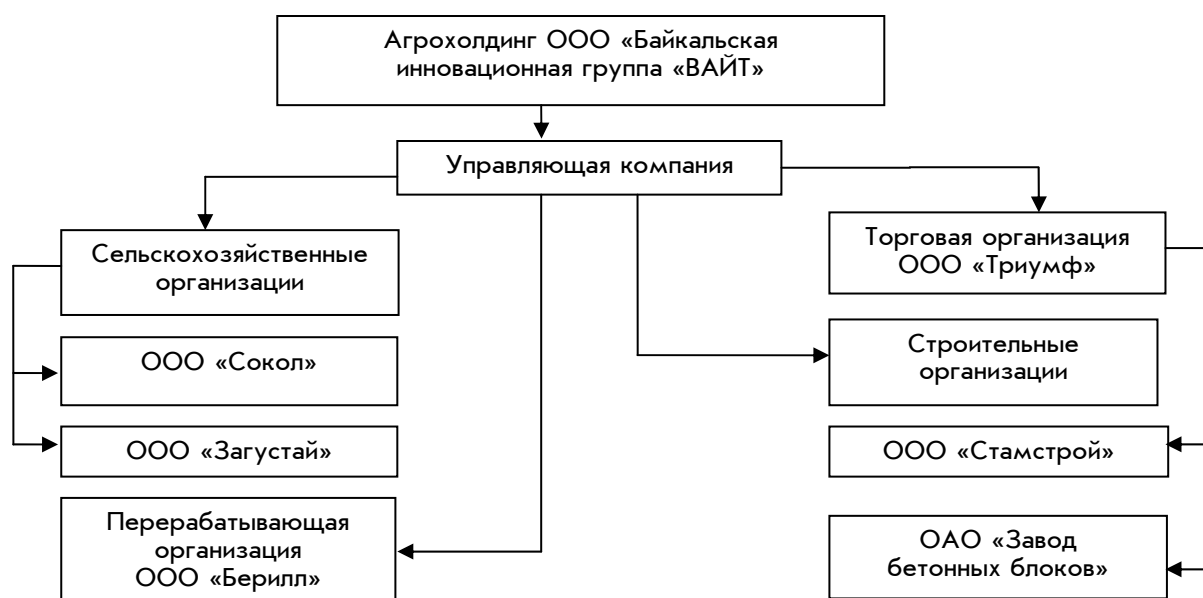 Агрохолдинг ООО «Байкальская
инновационная группа «ВАЙТ»
Управляющая компания
Сельскохозяйственные
организации
ООО «Сокол»
ООО «Загустай»
Перерабатывающая
организация
ООО «Берилл»
Торговая организация
ООО «Триумф»
Строительные
организации
ООО «Стамстрой»
ОАО «Завод
бетонных блоков»